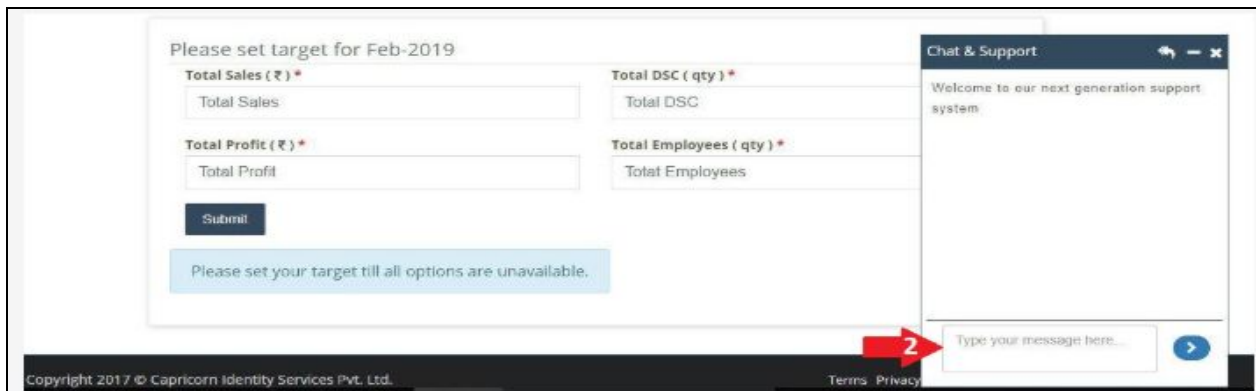 Please set target for Feb-2019
Total Sales ( ₹ ) *
Total DSC ( qty ) *
Total Sales
Total DSC
Total Profit ( ₹ ) *
Total Employees ( qty ) *
Total Profit
Totat Employees
Submit
Please set your target till all options are unavailable.
Chat & Support
Welcome to our next generation support
system
2
Type your message here...
Copyright 2017 © Capricorn Identity Services Pvt. Ltd.
Terms Privacy